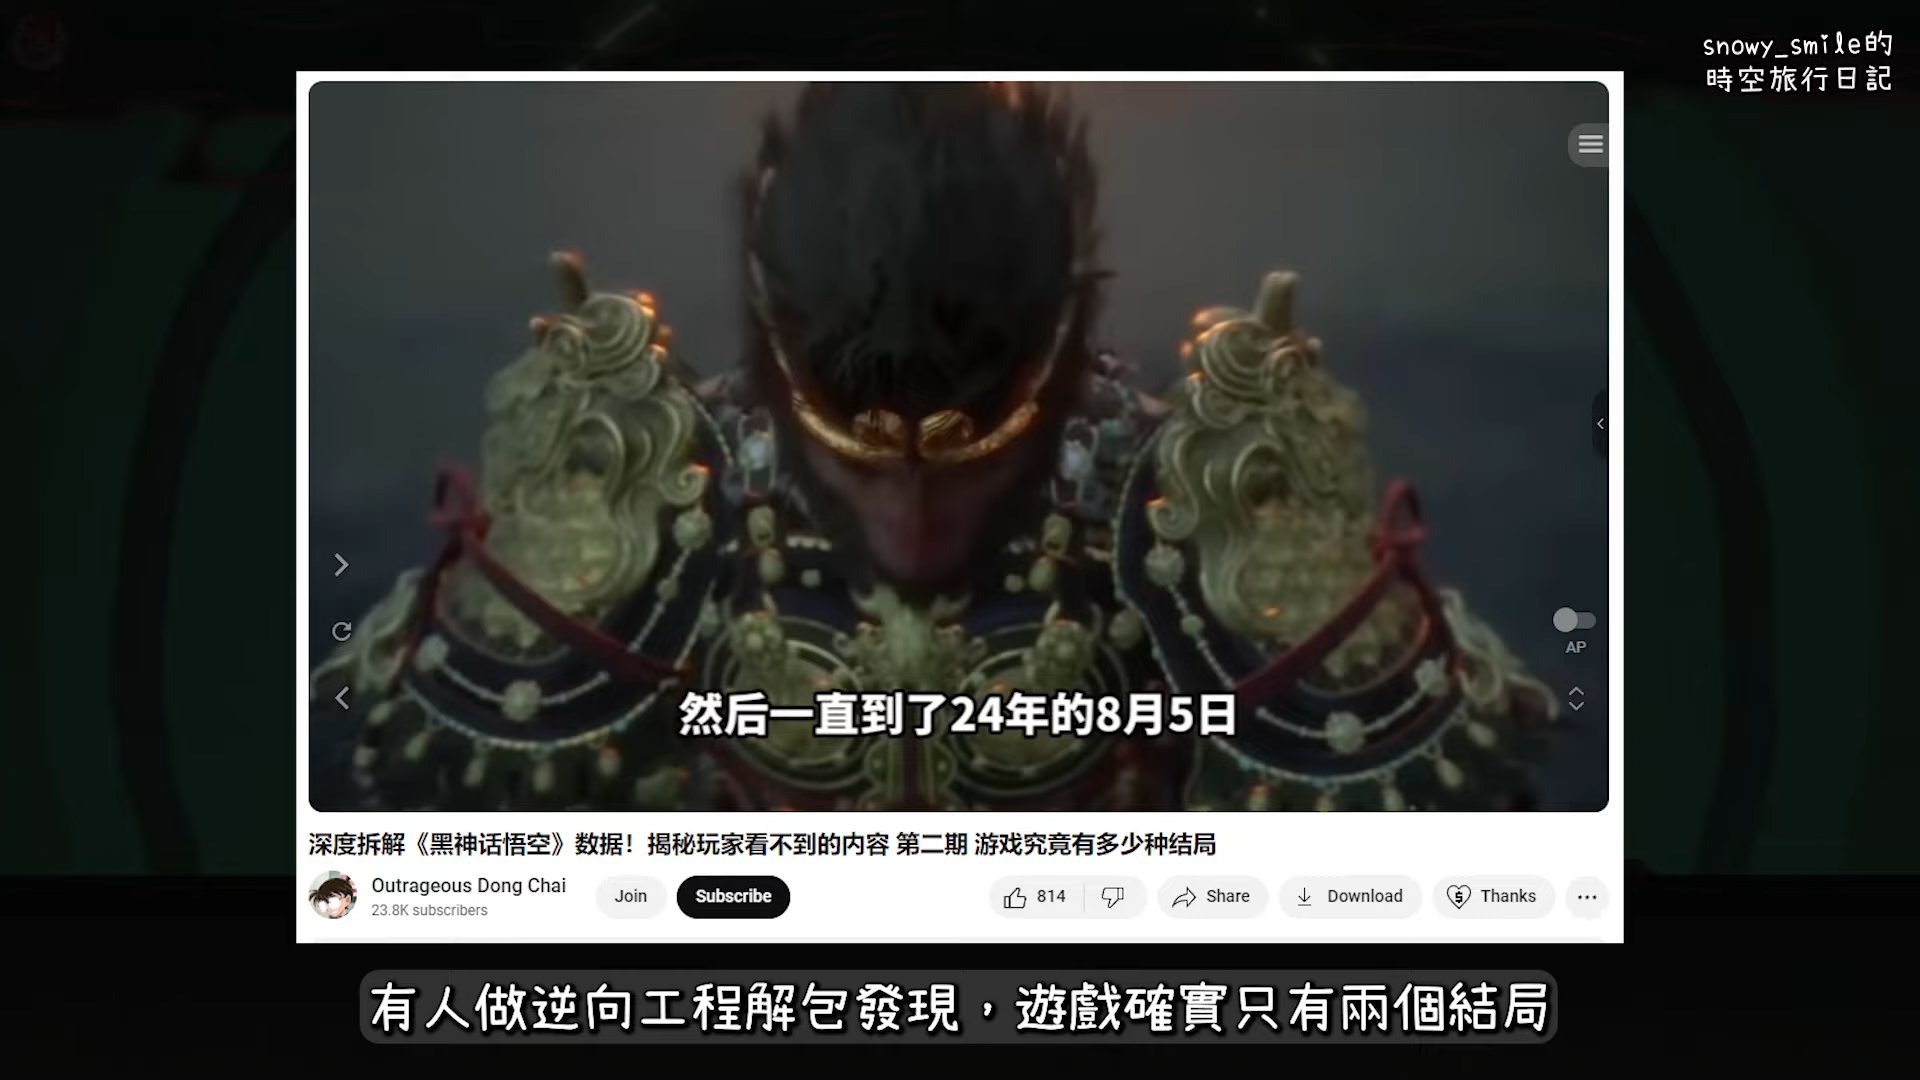 snowy_smile的
時空旅行日記
AP
然后一直到了24年的8月5日
深度拆解《黑神话悟空》数据！揭秘玩家看不到的内容 第二期 游戏究竟有多少种结局
Outrageous Dong Chai
23.8K subscribers
Join
Subscribe
814
Share
Download
Thanks
有人做逆向工程解包發現，遊戲確實只有兩個結局